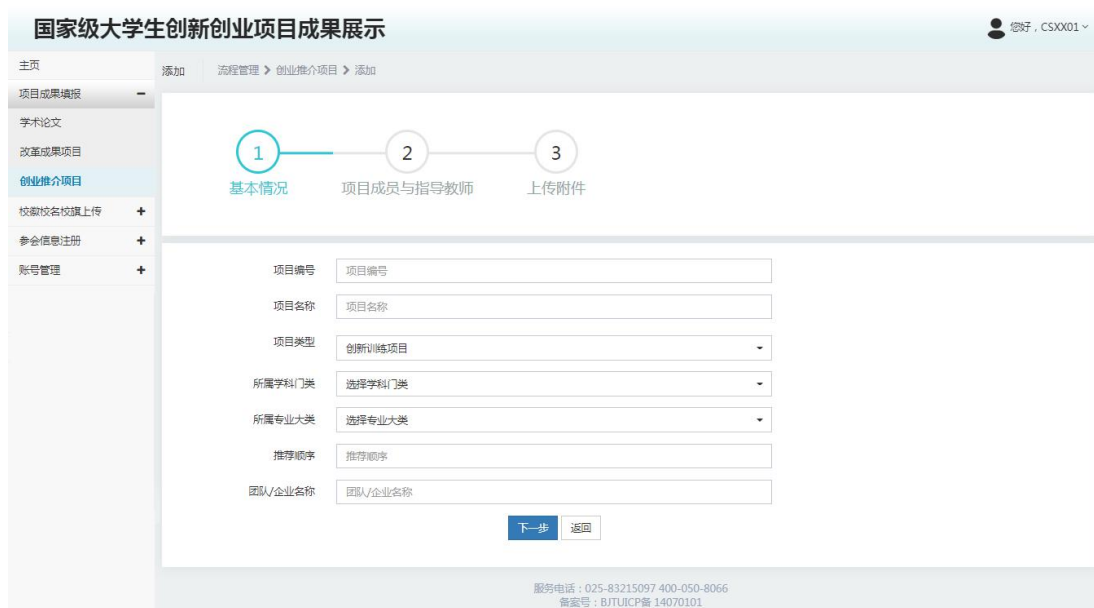 国家级大学生创新创业项目成果展示
您好，CSXX01
主页
项目成果填报
学术论文
改革成果项目
创业推介项目
校徽校名校旗上传
参会信息注册
账号管理
添加 流程管理 > 创业推介项目 > 添加
1 2 3
基本情况 项目成员与指导教师 上传附件
项目编号 项目编号
项目名称 项目名称
项目类型 创新训练项目
所属学科门类 选择学科门类
所属专业大类 选择专业大类
推荐顺序 推荐顺序
团队/企业名称 团队/企业名称
下一步 返回
服务电话：025-83215097 400-050-8066
备案号：BJTUICP备 14070101